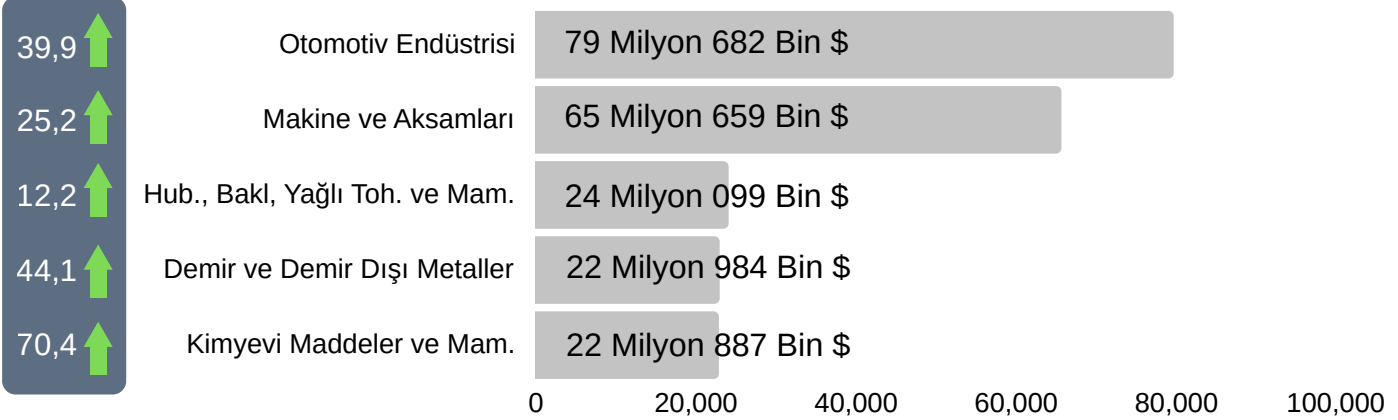 39,9 Otomotiv Endüstrisi 79 Milyon 682 Bin $
25,2 Makine ve Aksamları 65 Milyon 659 Bin $
12,2 Hub., Bakl, Yağlı Toh. ve Mam. 24 Milyon 099 Bin $
44,1 Demir ve Demir Dışı Metaller 22 Milyon 984 Bin $
70,4 Kimyevi Maddeler ve Mam. 22 Milyon 887 Bin $
0 20,000 40,000 60,000 80,000 100,000